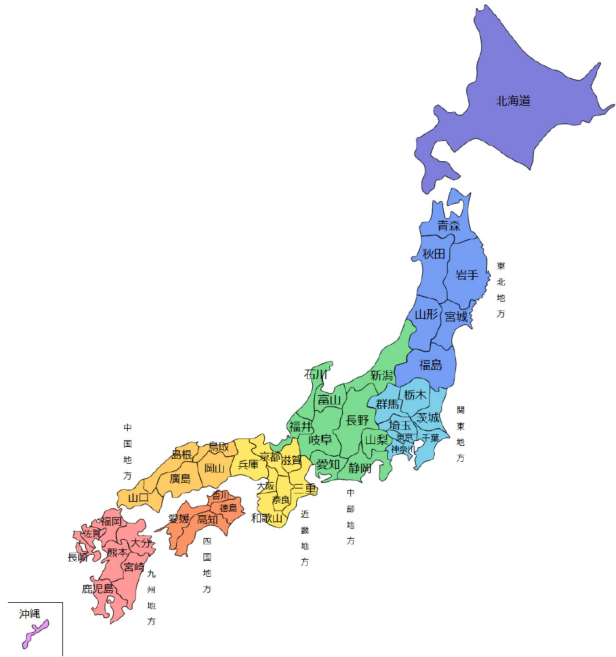 北海道
青森
秋田
岩手
山形
宮城
福島
東北地方
新潟
石川
富山
福井
長野
岐阜
山梨
愛知
静岡
中部地方
群馬
栃木
茨城
埼玉
東京
千葉
神奈川
関東地方
京都
滋賀
兵庫
大阪
奈良
三重
和歌山
近畿地方
鳥取
島根
岡山
廣島
山口
中国地方
香川
徳島
愛媛
高知
四国地方
福岡
佐賀
大分
長崎
熊本
宮崎
鹿児島
九州地方
沖縄